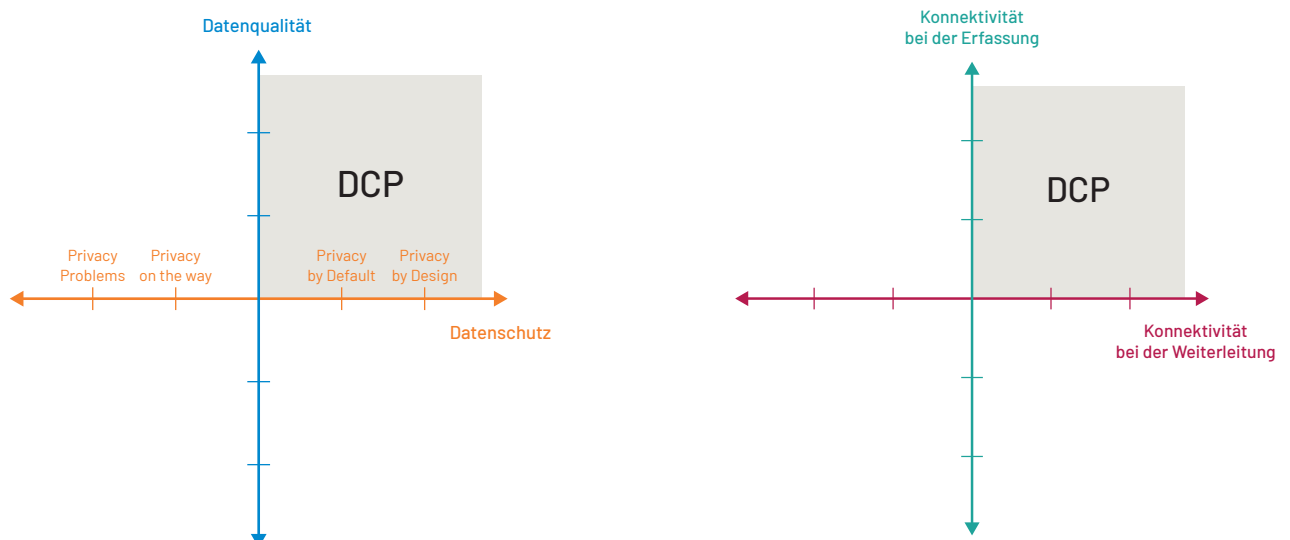 Datenqualität
DCP
Privacy
Problems
Privacy
on the way
Privacy
by Default
Privacy
by Design
Datenschutz
Konnektivität
bei der Erfassung
DCP
Konnektivität
bei der Weiterleitung